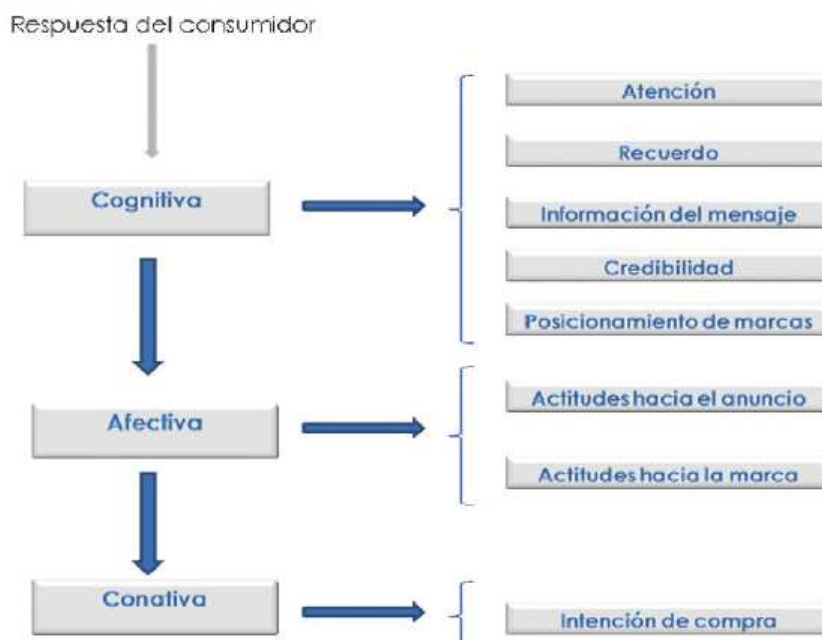 Respuesta del consumidor
Cognitiva
Atención
Recuerdo
Información del mensaje
Credibilidad
Posicionamiento de marcas
Afectiva
Actitudes hacia el anuncio
Actitudes hacia la marca
Conativa
Intención de compra